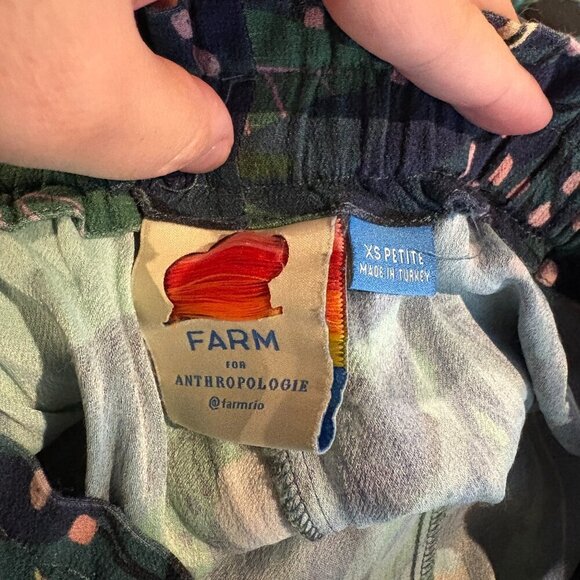 FARM
FOR
ANTHROPOLOGIE
@farmrio
XS PETITE
MADE IN TURKEY